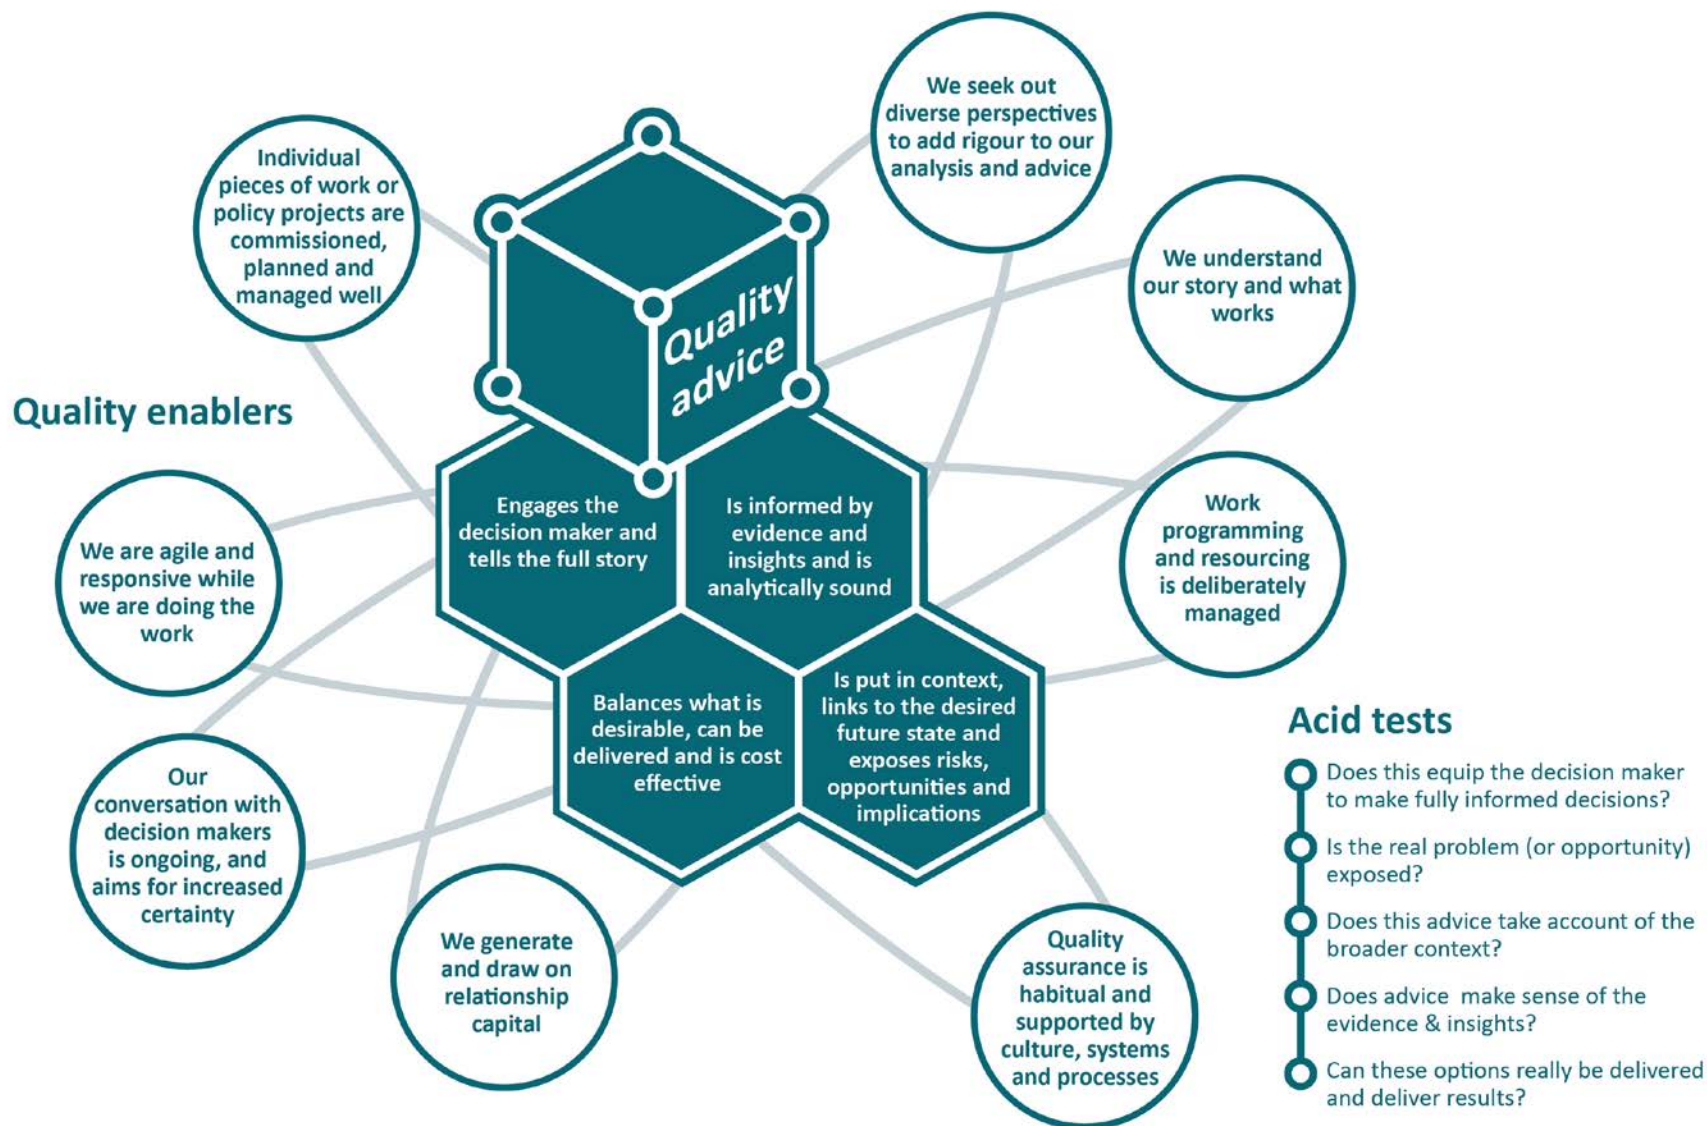 We seek out
diverse perspectives
to add rigour to our
analysis and advice
Individual
pieces of work or
policy projects are
commissioned,
planned and
managed well
We understand
our story and what
works
Quality
advice
Quality enablers
Engages the
decision maker and
tells the full story
Is informed by
evidence and
insights and is
analytically sound
Work
programming
and resourcing
is deliberately
managed
We are agile and
responsive while
we are doing the
work
Balances what is
desirable, can be
delivered and is cost
effective
Is put in context,
links to the desired
future state and
exposes risks,
opportunities and
implications
Our
conversation with
decision makers
is ongoing, and
aims for increased
certainty
We generate
and draw on
relationship
capital
Quality
assurance is
habitual and
supported by
culture, systems
and processes
Acid tests
Does this equip the decision maker
to make fully informed decisions?
Is the real problem (or opportunity)
exposed?
Does this advice take account of the
broader context?
Does advice  make sense of the
evidence & insights?
Can these options really be delivered
and deliver results?